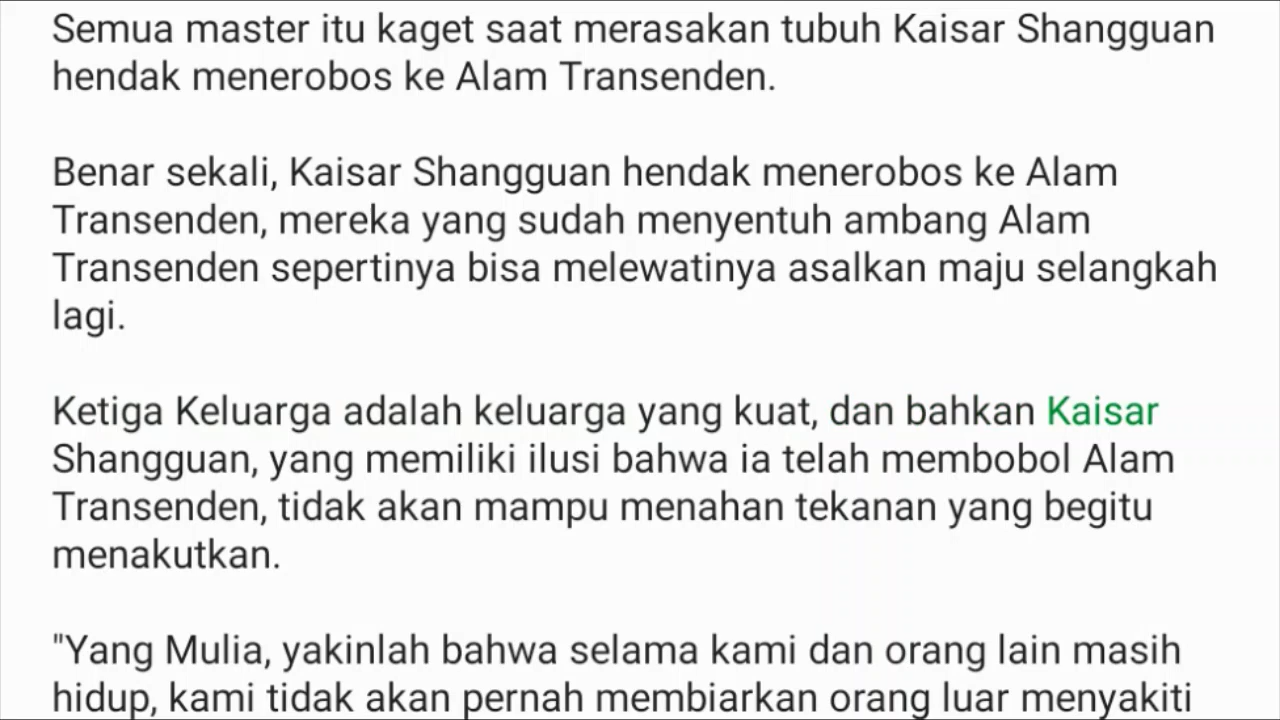 Semua master itu kaget saat merasakan tubuh Kaisar Shangguan
hendak menerobos ke Alam Transenden.
Benar sekali, Kaisar Shangguan hendak menerobos ke Alam
Transenden, mereka yang sudah menyentuh ambang Alam
Transenden sepertinya bisa melewatinya asalkan maju selangkah
lagi.
Ketiga Keluarga adalah keluarga yang kuat, dan bahkan Kaisar
Shangguan, yang memiliki ilusi bahwa ia telah membobol Alam
Transenden, tidak akan mampu menahan tekanan yang begitu
menakutkan.
"Yang Mulia, yakinlah bahwa selama kami dan orang lain masih
hidup, kami tidak akan pernah membiarkan orang luar menyakiti